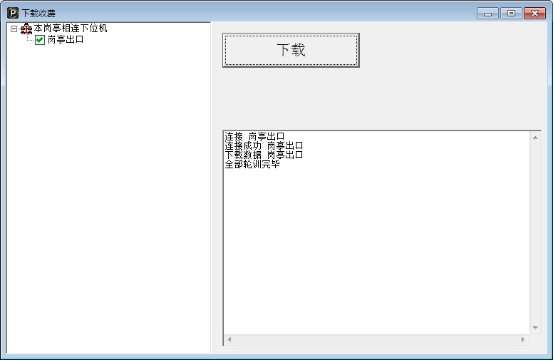 下载收费
本岗亭相连下位机
岗亭出口
下载
连接 岗亭出口
连接成功 岗亭出口
下载数据 岗亭出口
全部轮训完毕